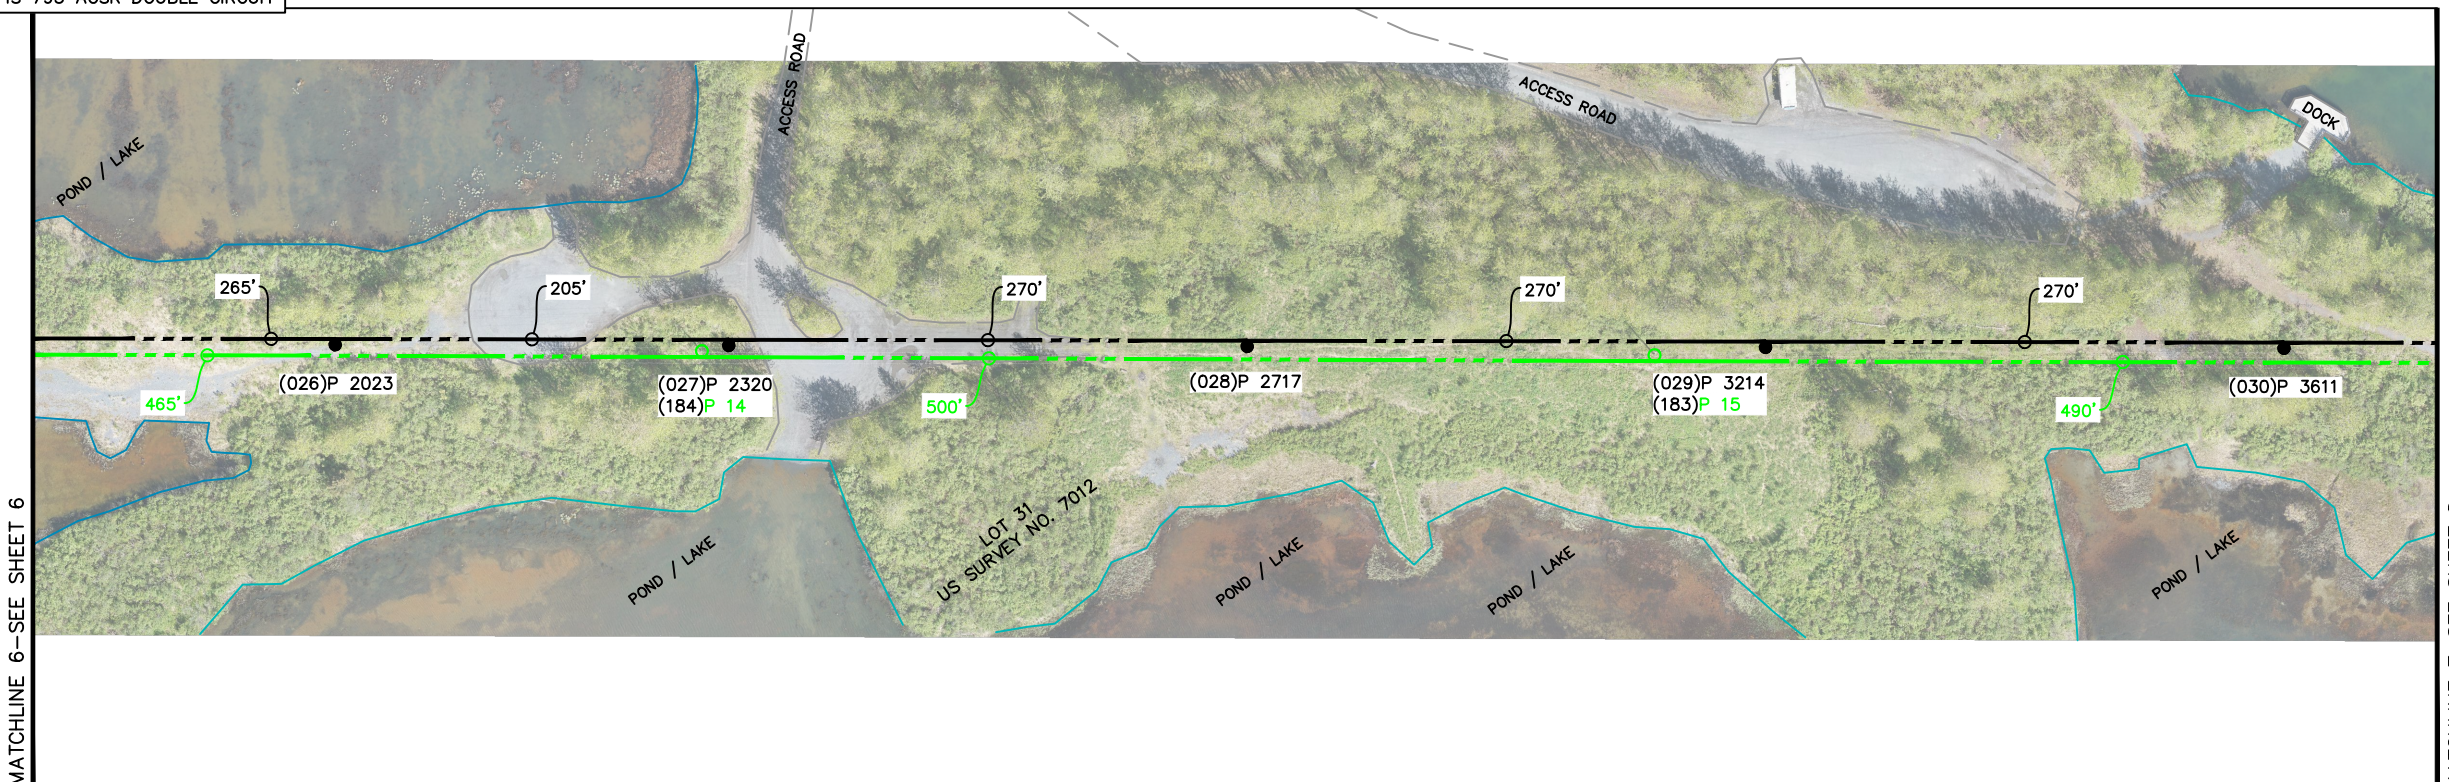 ACCESS ROAD
ACCESS ROAD
DOCK
POND / LAKE
265'
205'
270'
270'
270'
465'
(026)P 2023
(027)P 2320
(184)P 14
500'
(028)P 2717
(029)P 3214
(183)P 15
490'
(030)P 3611
LOT 31
US SURVEY NO. 7012
POND / LAKE
POND / LAKE
POND / LAKE
POND / LAKE
MATCHLINE 6-SEE SHEET 6